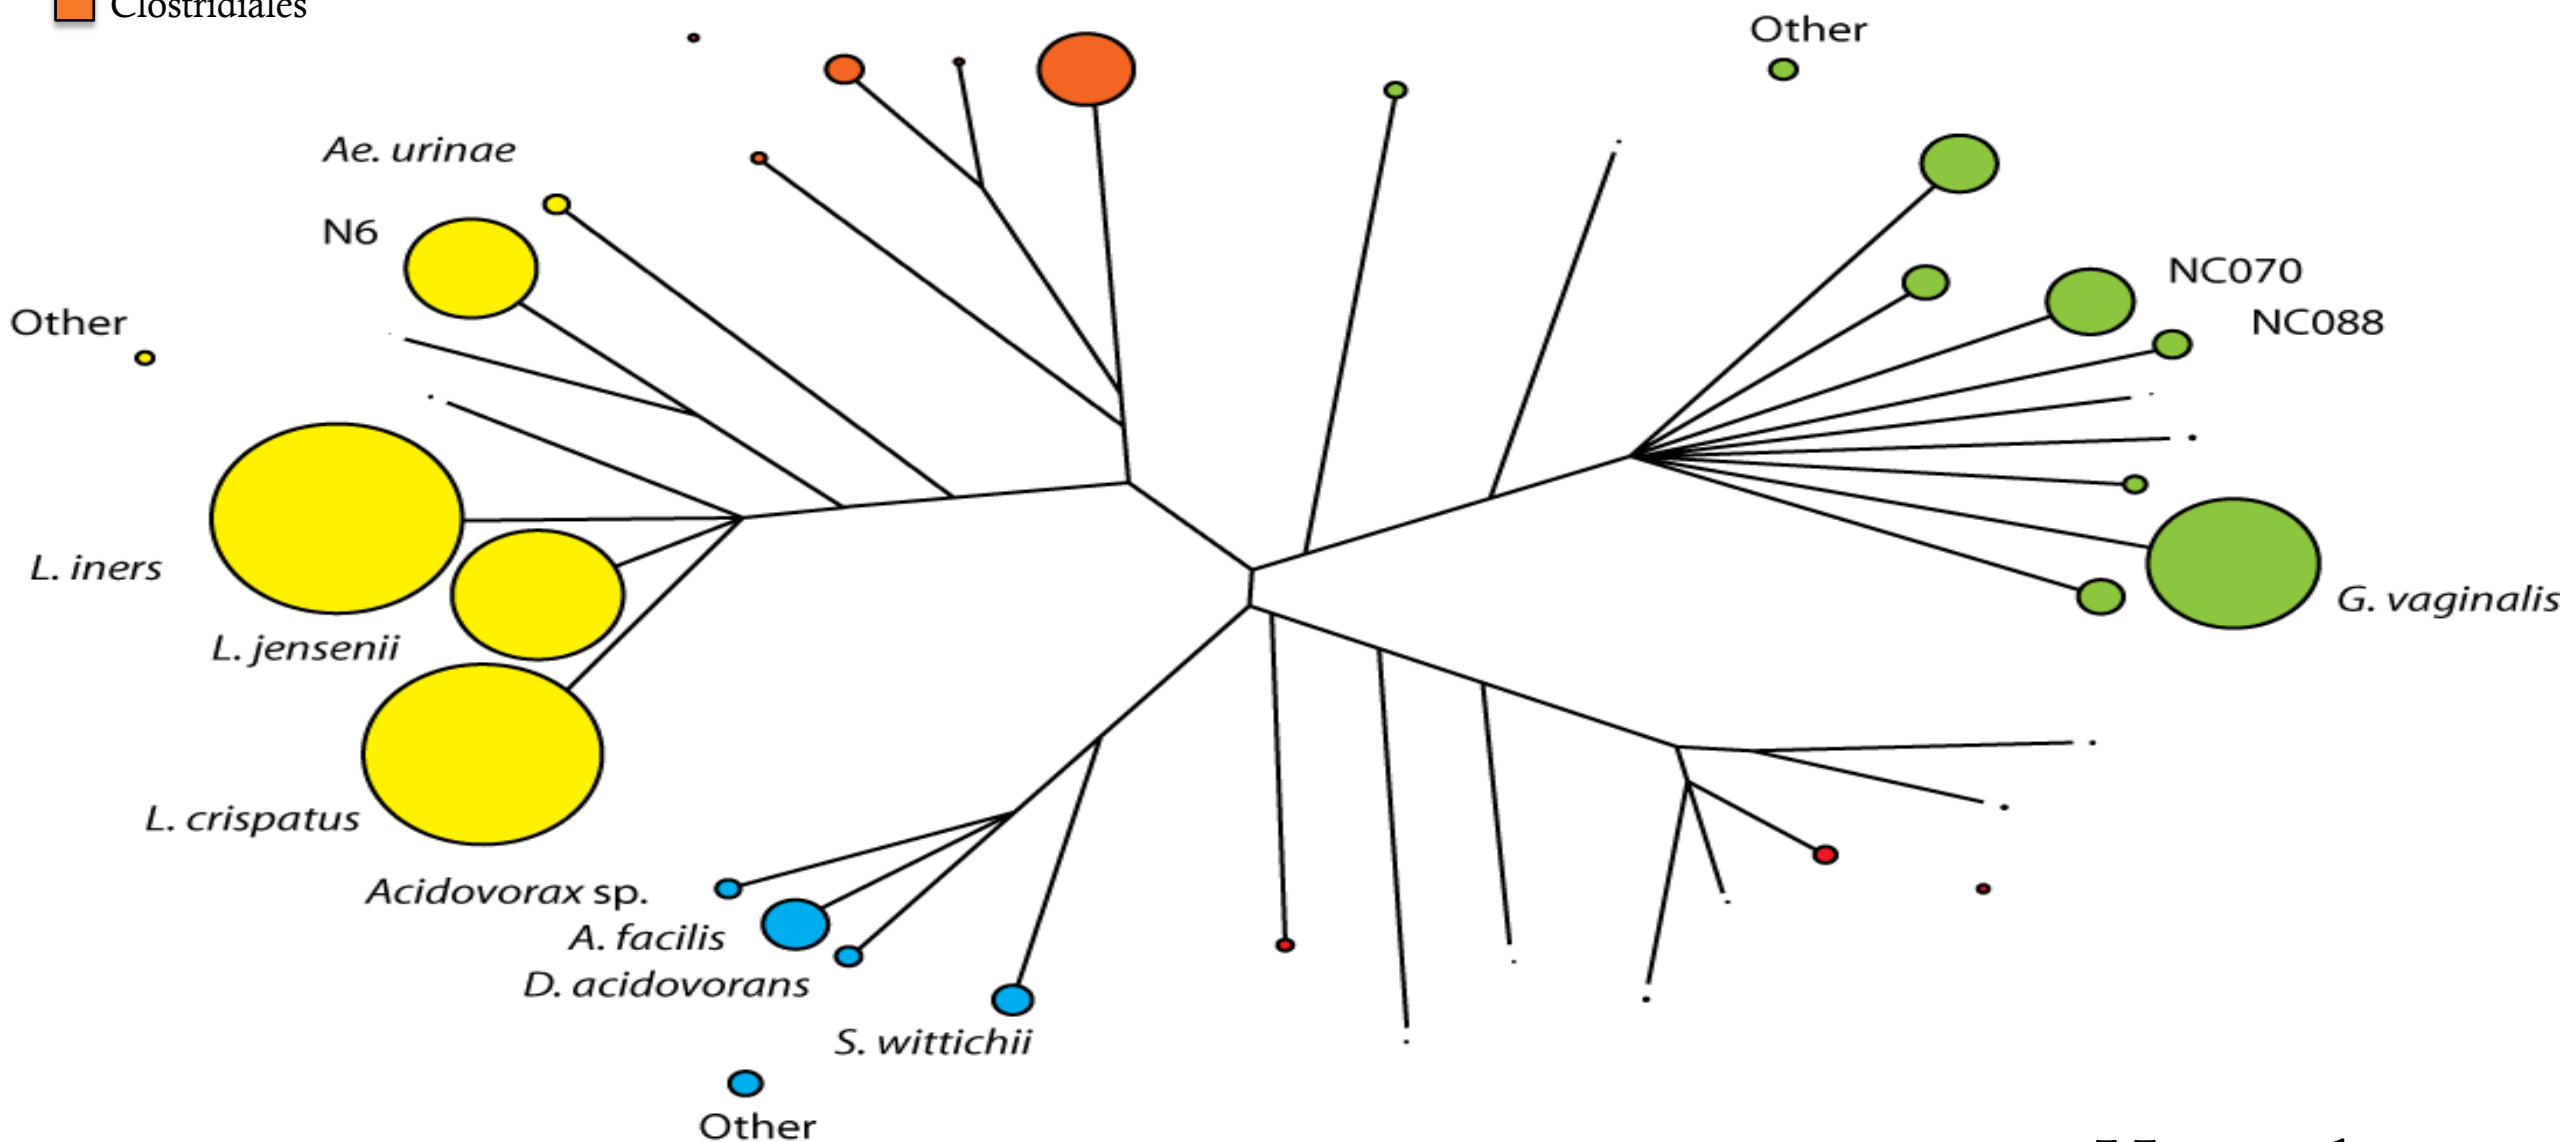 Clostridiales
Other
Ae. urinae
N6
NC070
Other
NC088
L. iners
G. vaginalis
L. jensenii
L. crispatus
Acidovorax sp.
A. facilis
D. acidovorans
S. wittichii
Other